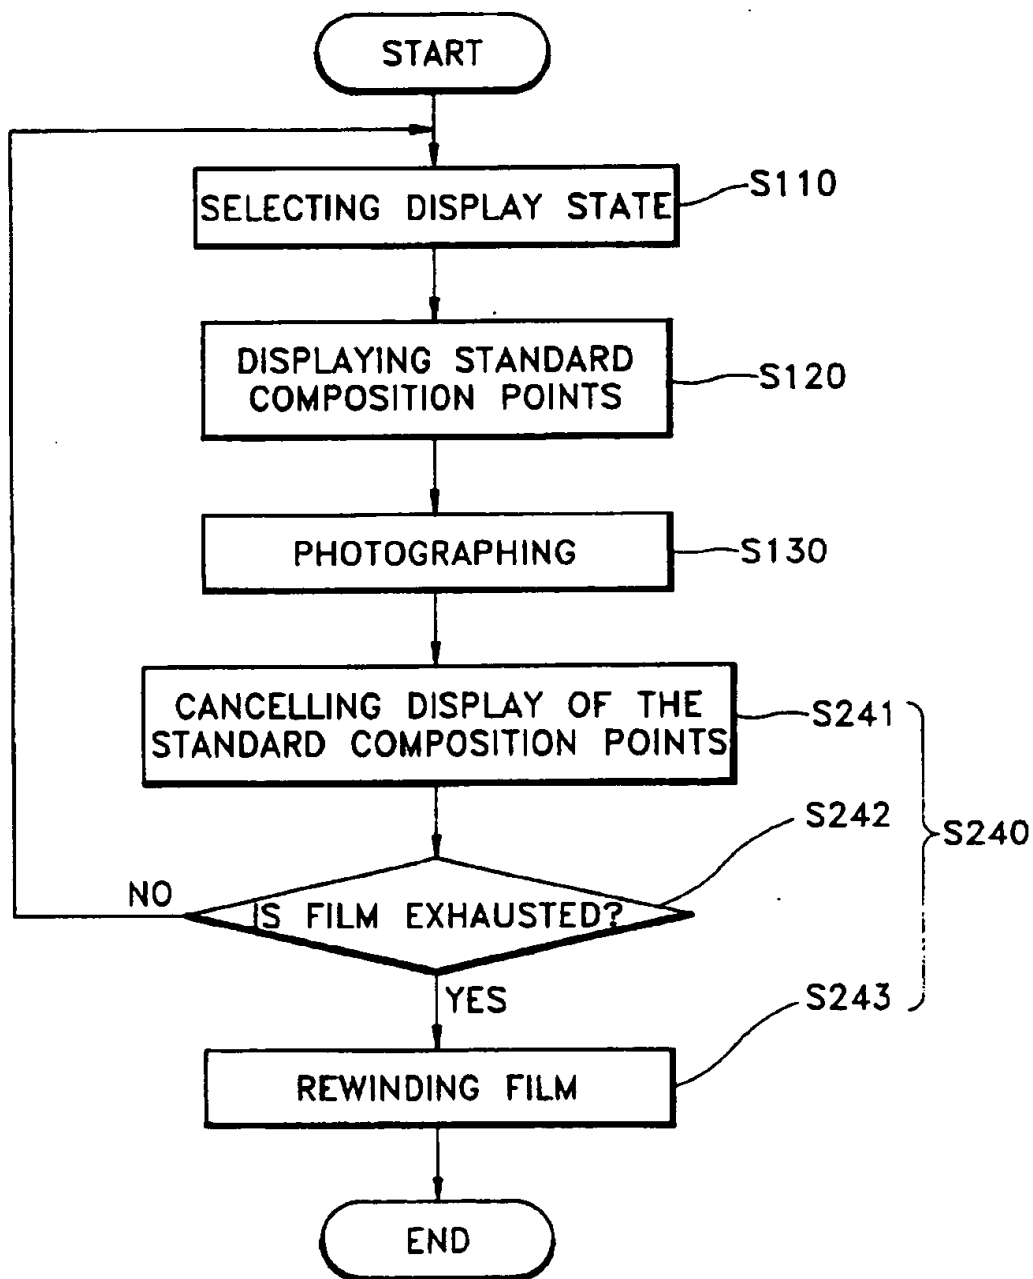 START
SELECTING DISPLAY STATE
S110
DISPLAYING STANDARD
COMPOSITION POINTS
S120
PHOTOGRAPHING
S130
CANCELLING DISPLAY OF THE
STANDARD COMPOSITION POINTS
S241
S242
S240
NO
IS FILM EXHAUSTED?
YES
S243
REWINDING FILM
END